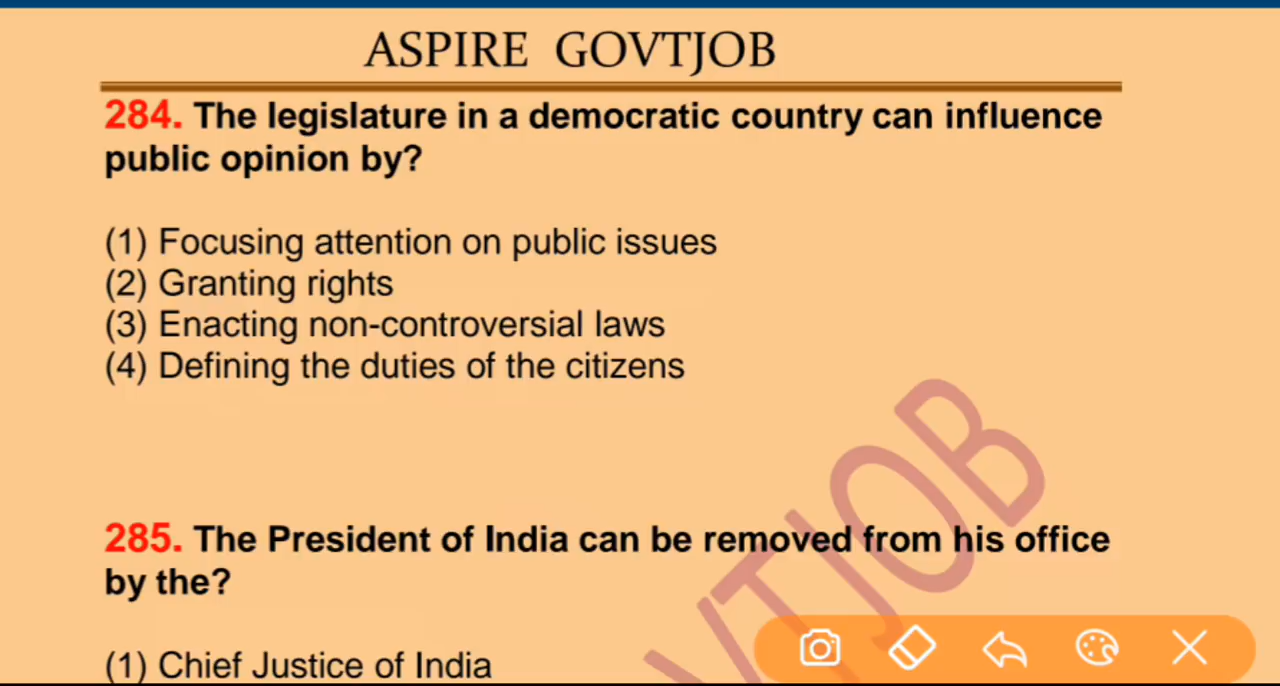 ASPIRE GOVTJOB
284. The legislature in a democratic country can influence
public opinion by?
(1) Focusing attention on public issues
(2) Granting rights
(3) Enacting non-controversial laws
(4) Defining the duties of the citizens
285. The President of India can be removed from his office
by the?
(1) Chief Justice of India
VTJOB